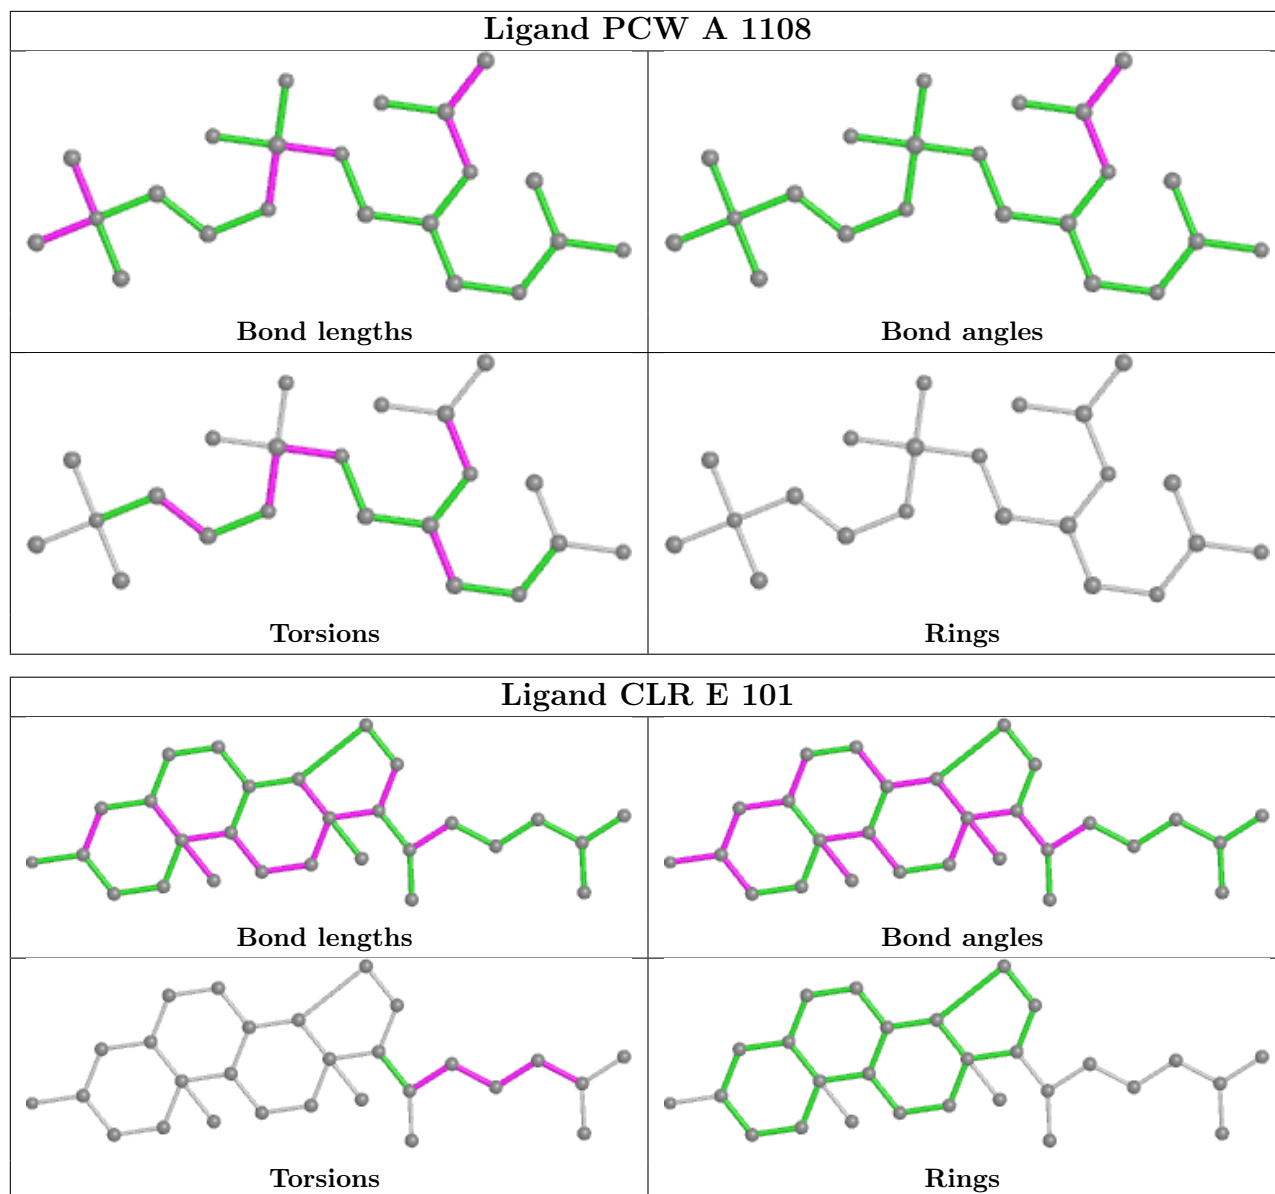 Ligand PCW A 1108
Bond lengths
Bond angles
Torsions
Rings
Ligand CLR E 101
Bond lengths
Bond angles
Torsions
Rings